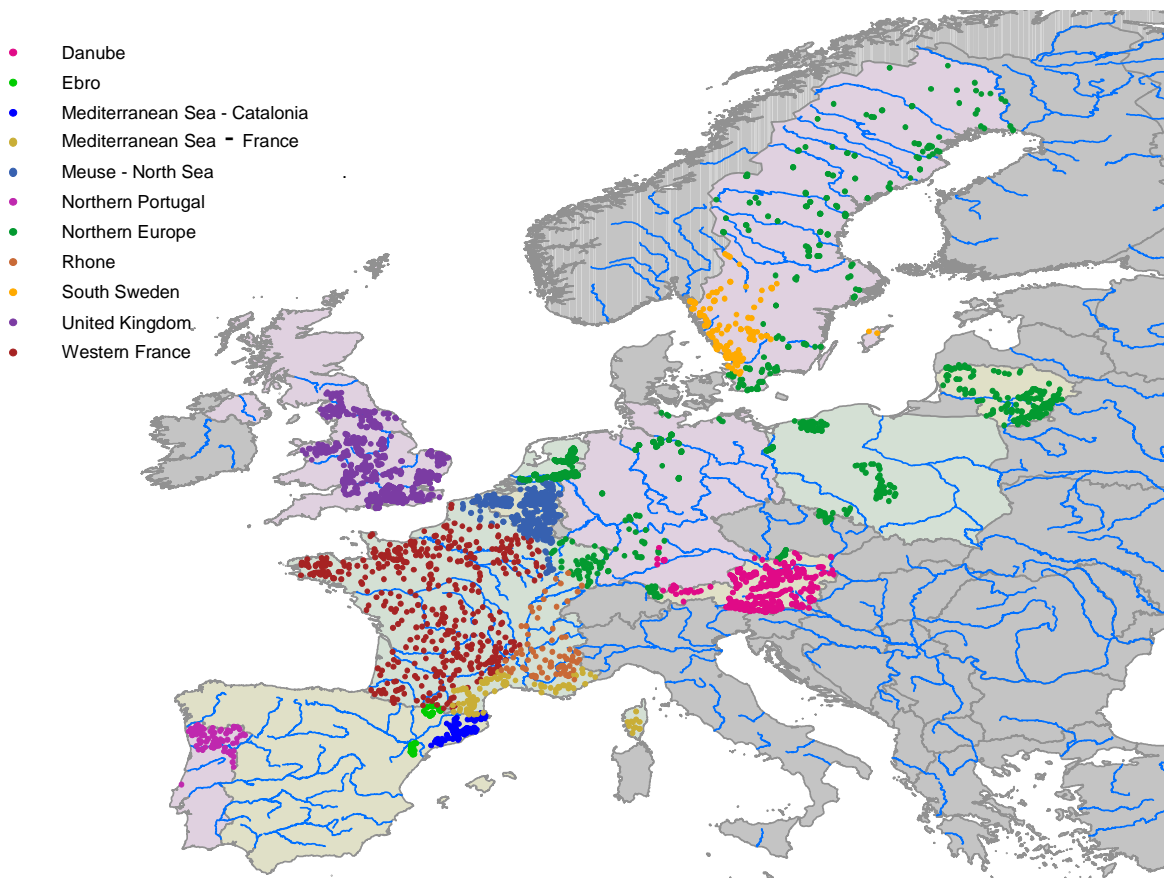 Danube
Ebro
Mediterranean Sea - Catalonia
Mediterranean Sea - France
Meuse - North Sea
Northern Portugal
Northern Europe
Rhone
South Sweden
United Kingdom
Western France